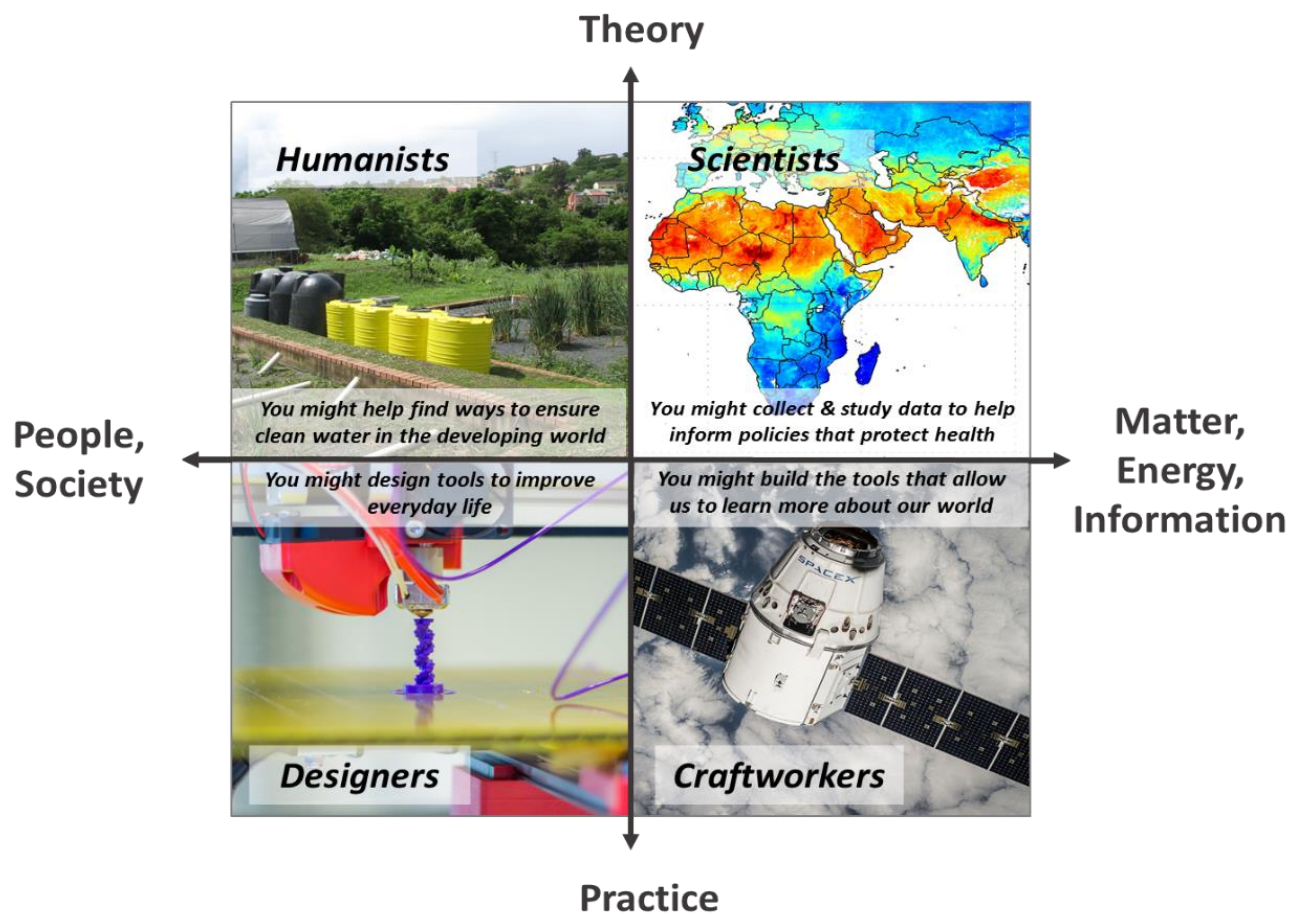 Theory
Humanists
Scientists
You might help find ways to ensure
clean water in the developing world
You might collect & study data to help
inform policies that protect health
People,
Society
Matter,
Energy,
Information
You might design tools to improve
everyday life
You might build the tools that allow
us to learn more about our world
SPACEX
Designers
Craftworkers
Practice